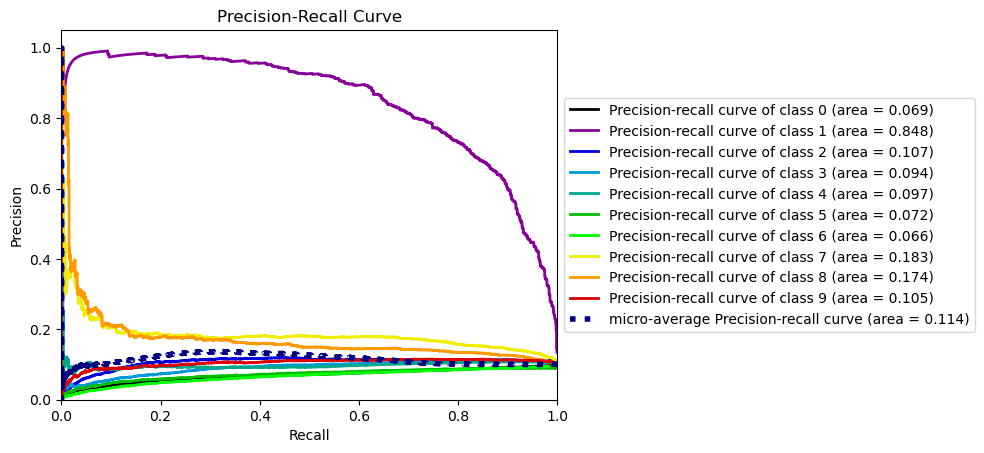 Precision-Recall Curve
1.0
0.8
0.6
0.4
0.2
0.0
Precision
0.0 0.2 0.4 0.6 0.8 1.0
Recall
Precision-recall curve of class 0 (area = 0.069)
Precision-recall curve of class 1 (area = 0.848)
Precision-recall curve of class 2 (area = 0.107)
Precision-recall curve of class 3 (area = 0.094)
Precision-recall curve of class 4 (area = 0.097)
Precision-recall curve of class 5 (area = 0.072)
Precision-recall curve of class 6 (area = 0.066)
Precision-recall curve of class 7 (area = 0.183)
Precision-recall curve of class 8 (area = 0.174)
Precision-recall curve of class 9 (area = 0.105)
micro-average Precision-recall curve (area = 0.114)